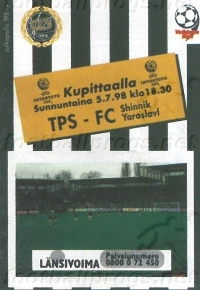 Kupittaalla
Sunnuntaina 5.7.98 klo 18.30
TPS - FC Shinnik
Yaroslavl
LÄNSIVOIMA
Palvelunumero
0800 0 72 450